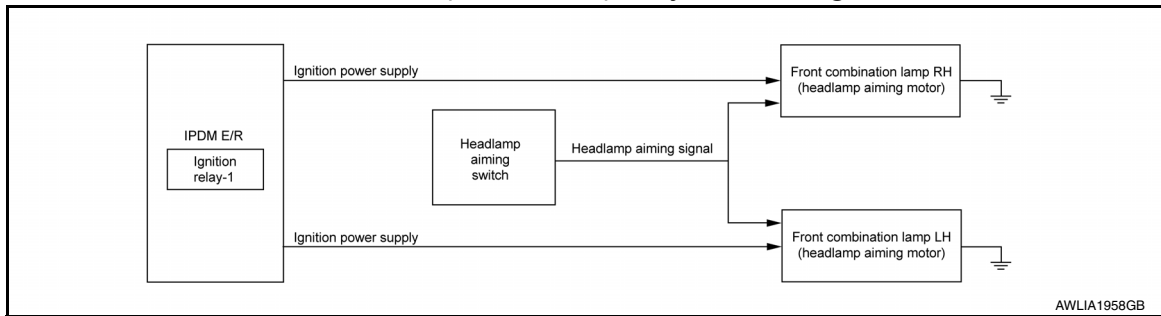 Ignition power supply
Front combination lamp RH
(headlamp aiming motor)
IPDM E/R
Ignition
relay-1
Headlamp
aiming
switch
Headlamp aiming signal
Ignition power supply
Front combination lamp LH
(headlamp aiming motor)
AWLIA1958GB